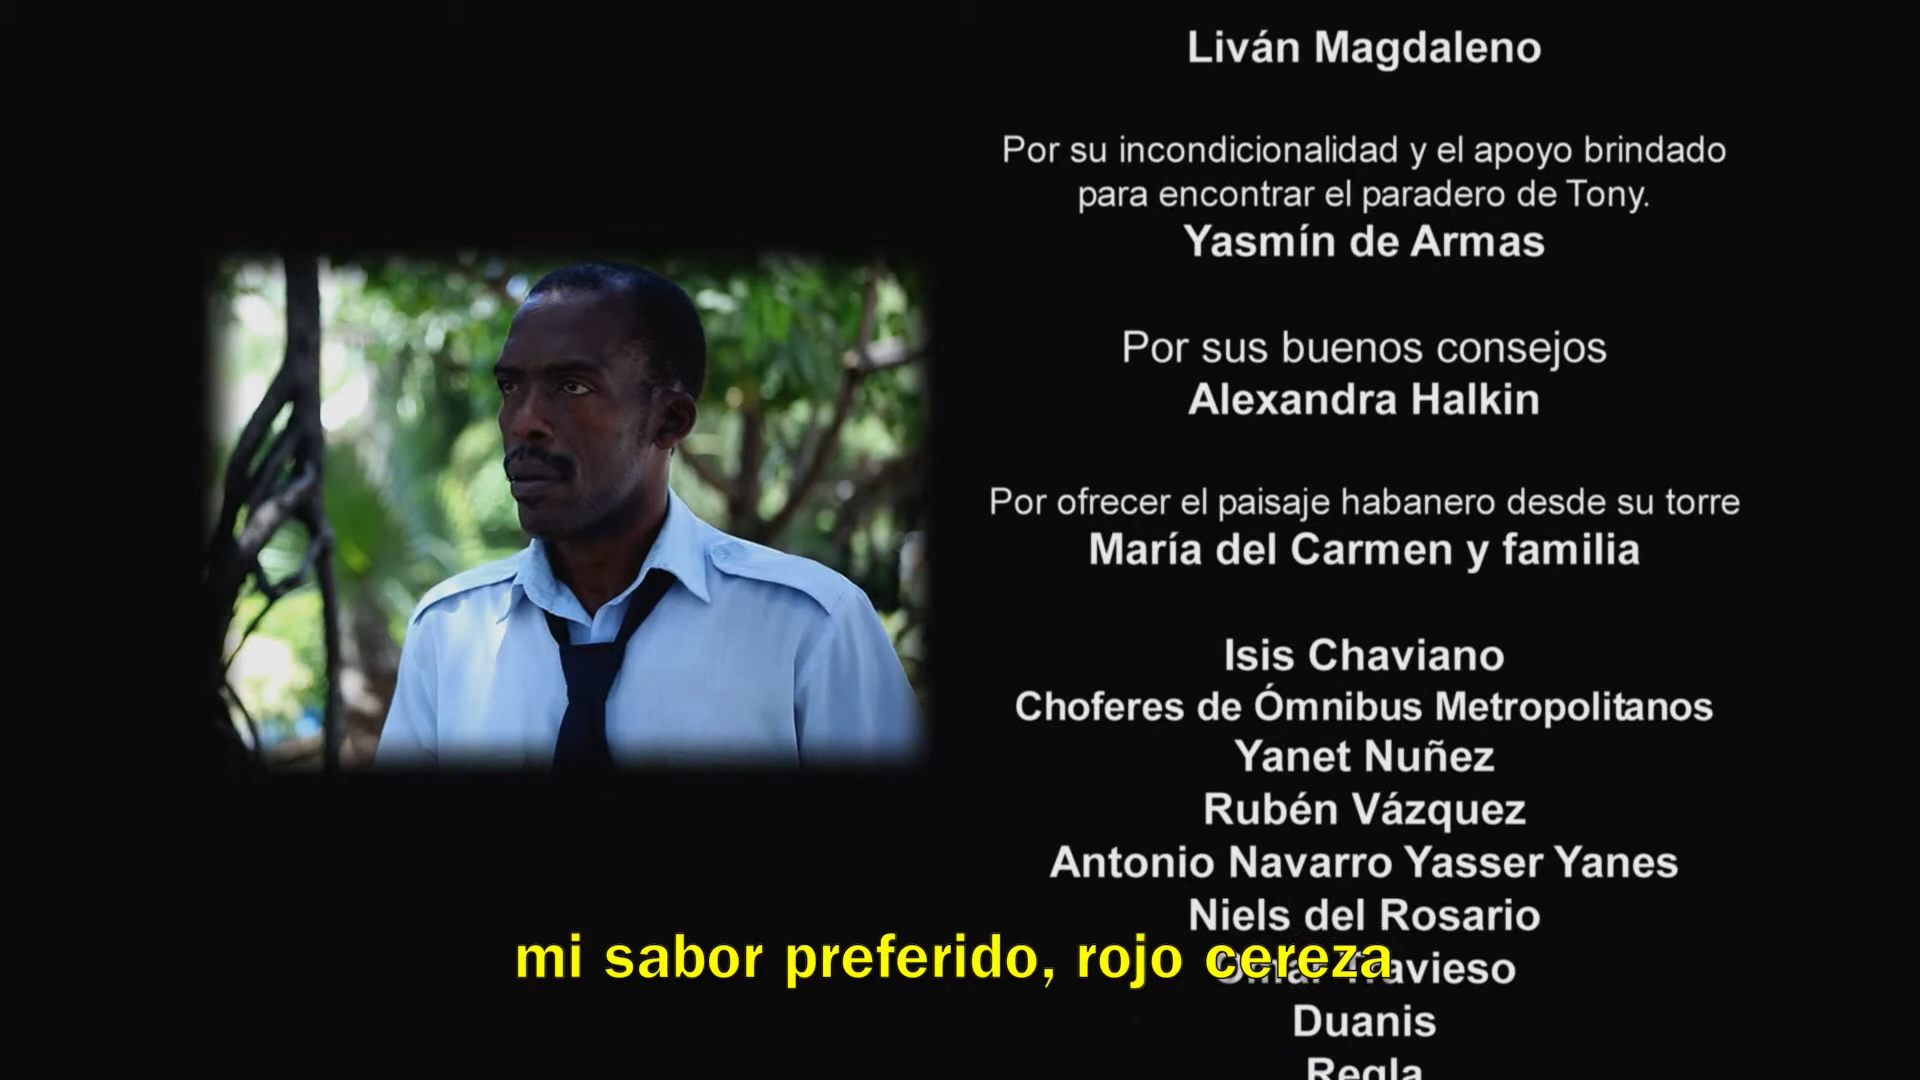 Liván Magdaleno
Por su incondicionalidad y el apoyo brindado
para encontrar el paradero de Tony.
Yasmín de Armas
Por sus buenos consejos
Alexandra Halkin
Por ofrecer el paisaje habanero desde su torre
María del Carmen y familia
Isis Chaviano
Choferes de Ómnibus Metropolitanos
Yanet Nuñez
Rubén Vázquez
Antonio Navarro Yasser Yanes
Niels del Rosario
mi sabor preferido, rojo cereza
Omar Travieso
Duanis
Regla